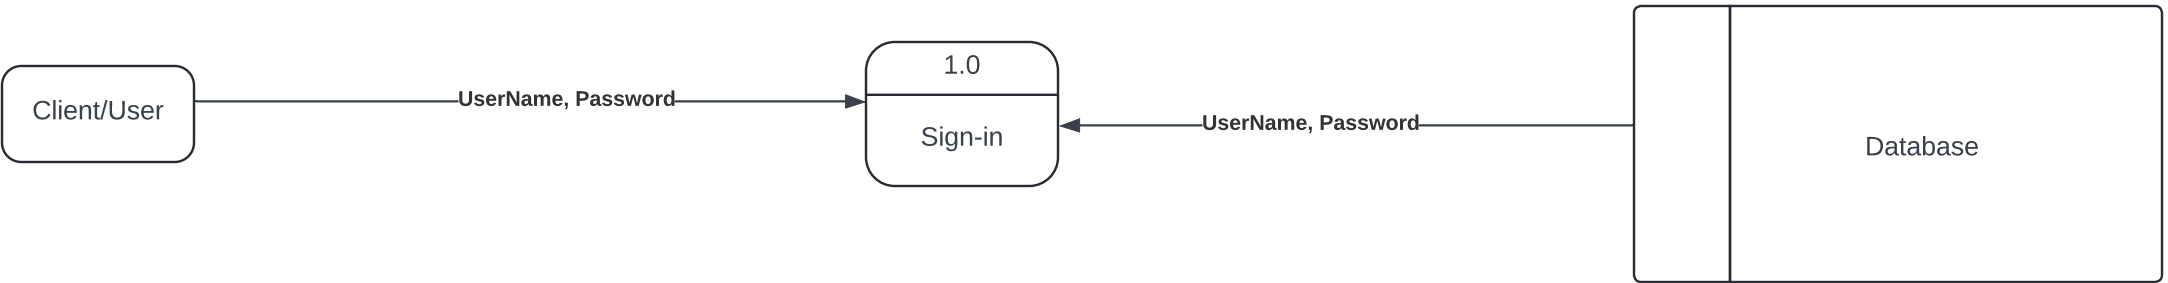 Client/User
UserName, Password
1.0
Sign-in
UserName, Password
Database